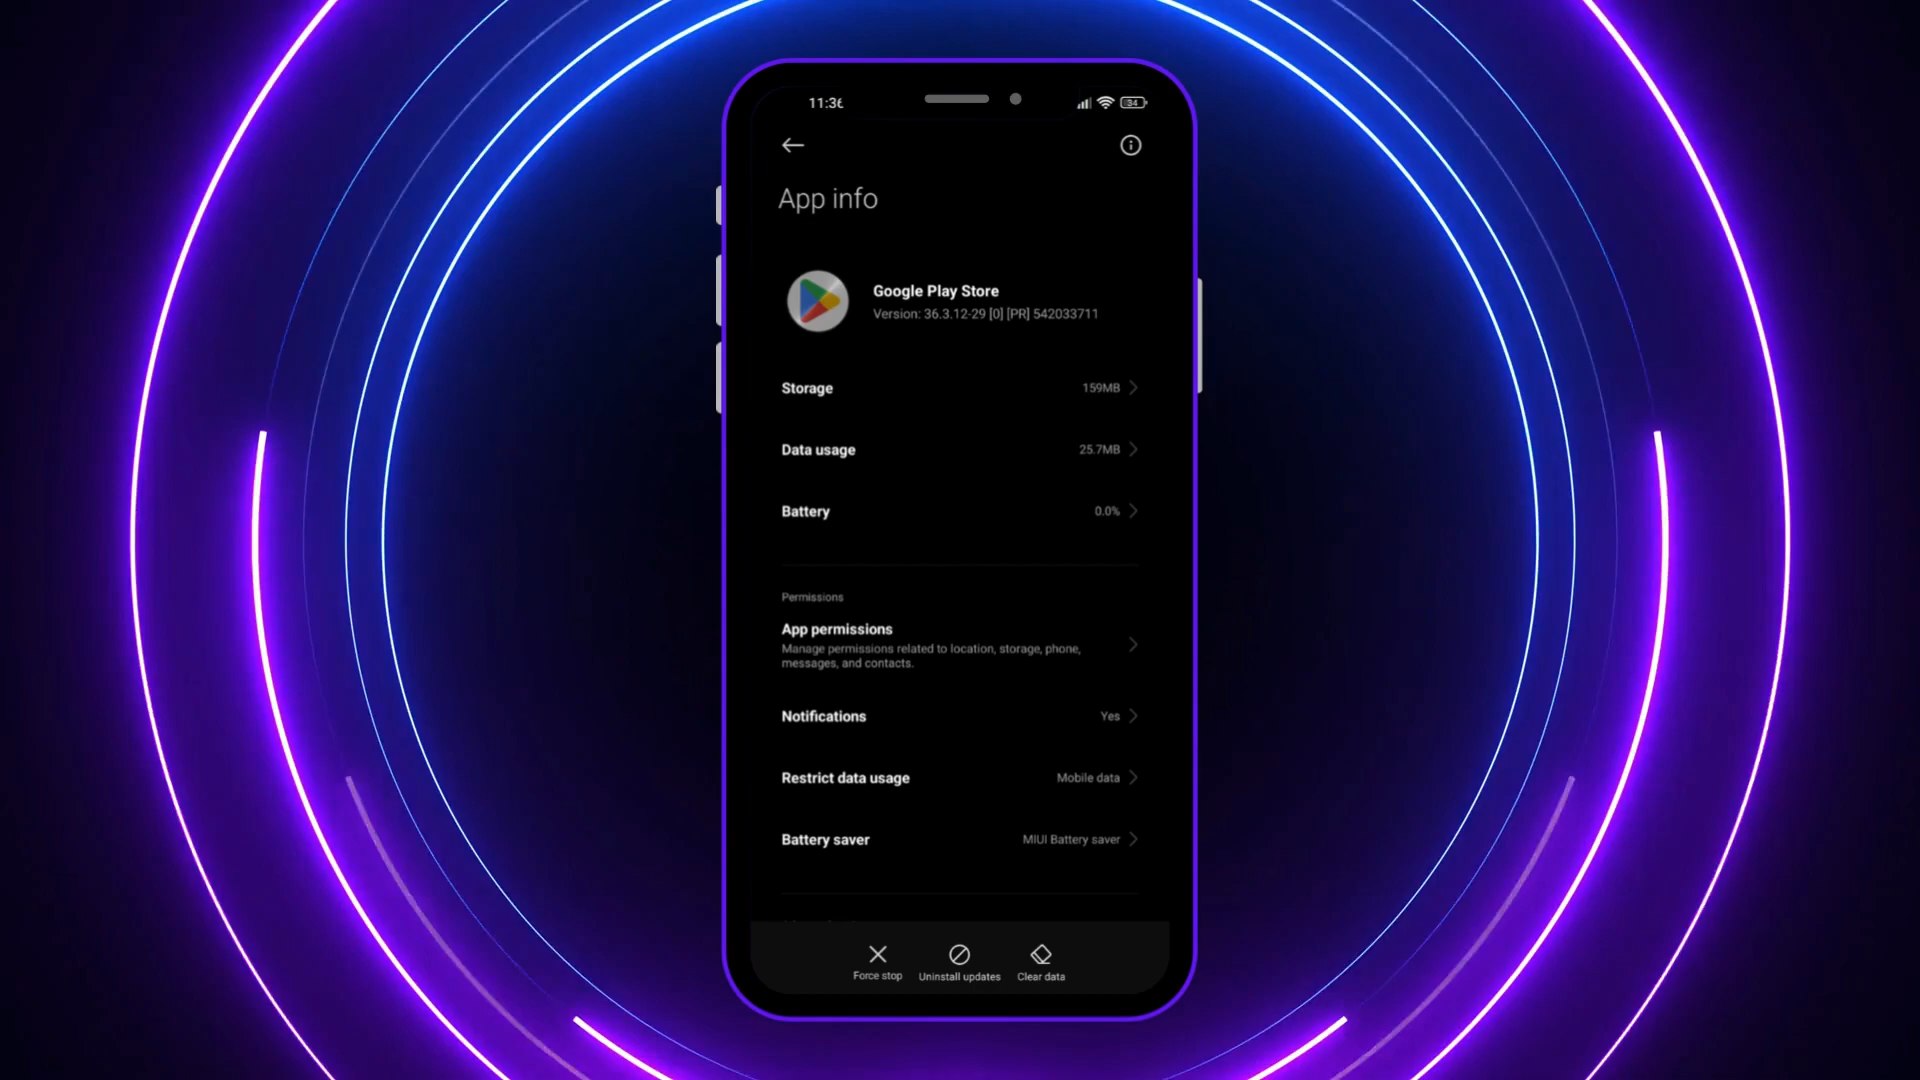 11:36
34
App info
Google Play Store
Version: 36.3.12-29 [0] [PR] 542033711
Storage 159MB
Data usage 25.7MB
Battery 0.0%
Permissions
App permissions
Manage permissions related to location, storage, phone,
messages, and contacts.
Notifications Yes
Restrict data usage Mobile data
Battery saver MIUI Battery saver
Force stop Uninstall updates Clear data